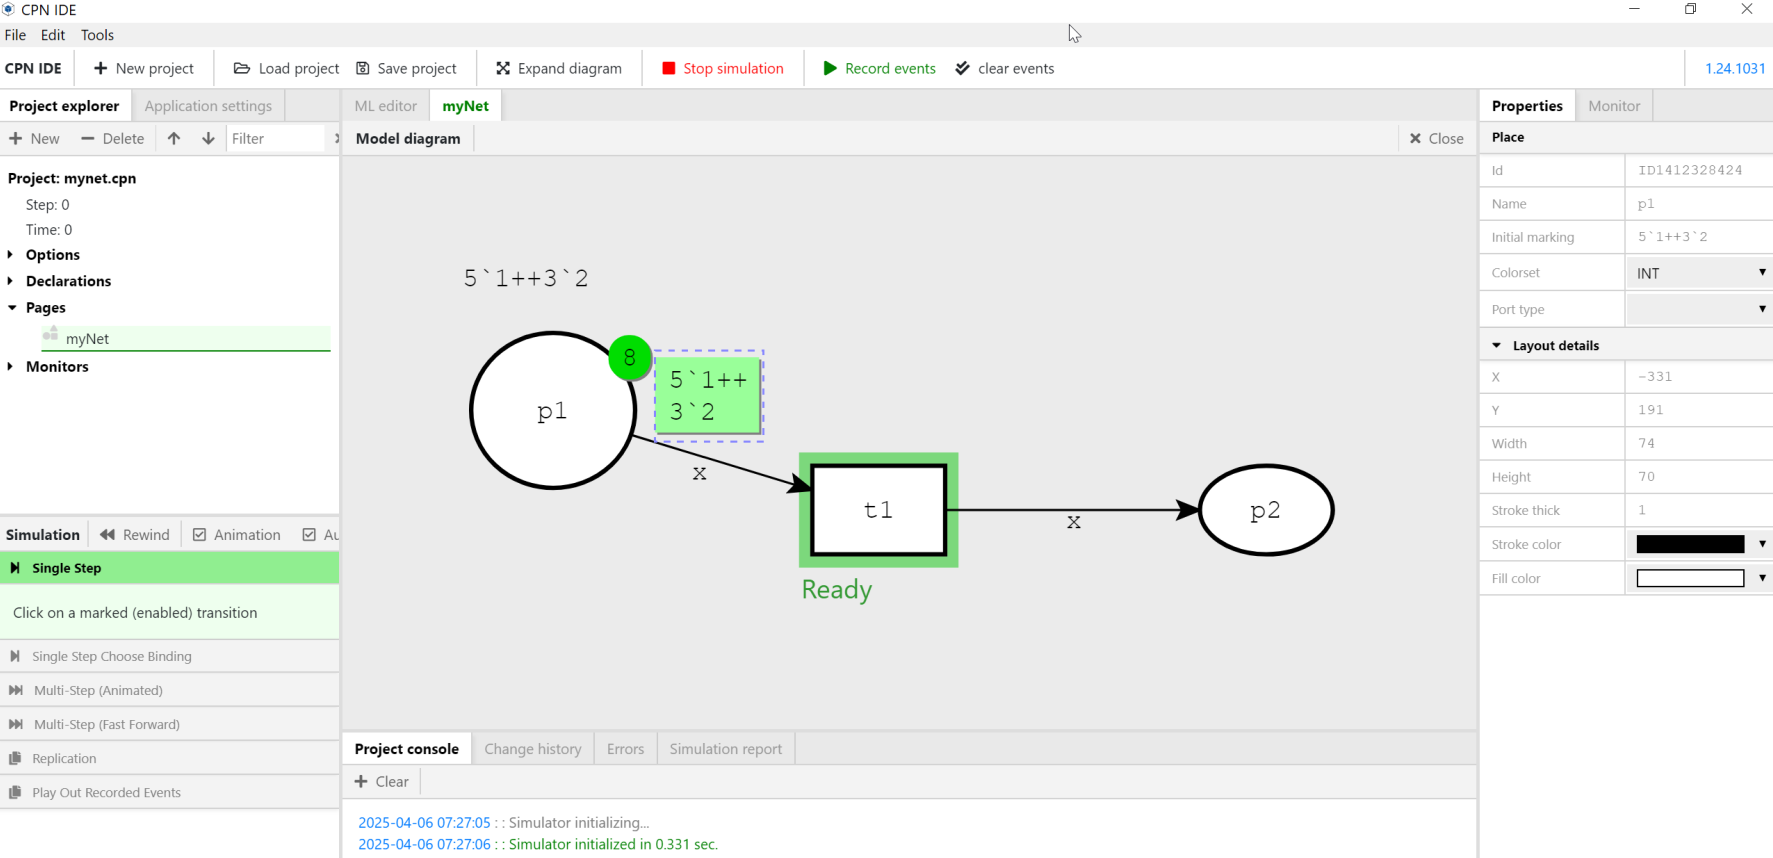 CPN IDE
File Edit Tools
CPN IDE New project Load project Save project Expand diagram Stop simulation Record events clear events 1.24.1031
Project explorer Application settings
New Delete Filter
Project: mynet.cpn
Step: 0
Time: 0
Options
Declarations
Pages
myNet
Monitors
Simulation Rewind Animation Au
Single Step
Click on a marked (enabled) transition
Single Step Choose Binding
Multi-Step (Animated)
Multi-Step (Fast Forward)
Replication
Play Out Recorded Events
ML editor myNet
Model diagram Close
5`1++3`2
8
5`1++
3`2
p1
x
t1
x
p2
Ready
Project console Change history Errors Simulation report
Clear
2025-04-06 07:27:05 : : Simulator initializing...
2025-04-06 07:27:06 : : Simulator initialized in 0.331 sec.
Properties Monitor
Place
Id ID1412328424
Name p1
Initial marking 5`1++3`2
Colorset INT
Port type
Layout details
X -331
Y 191
Width 74
Height 70
Stroke thick 1
Stroke color
Fill color